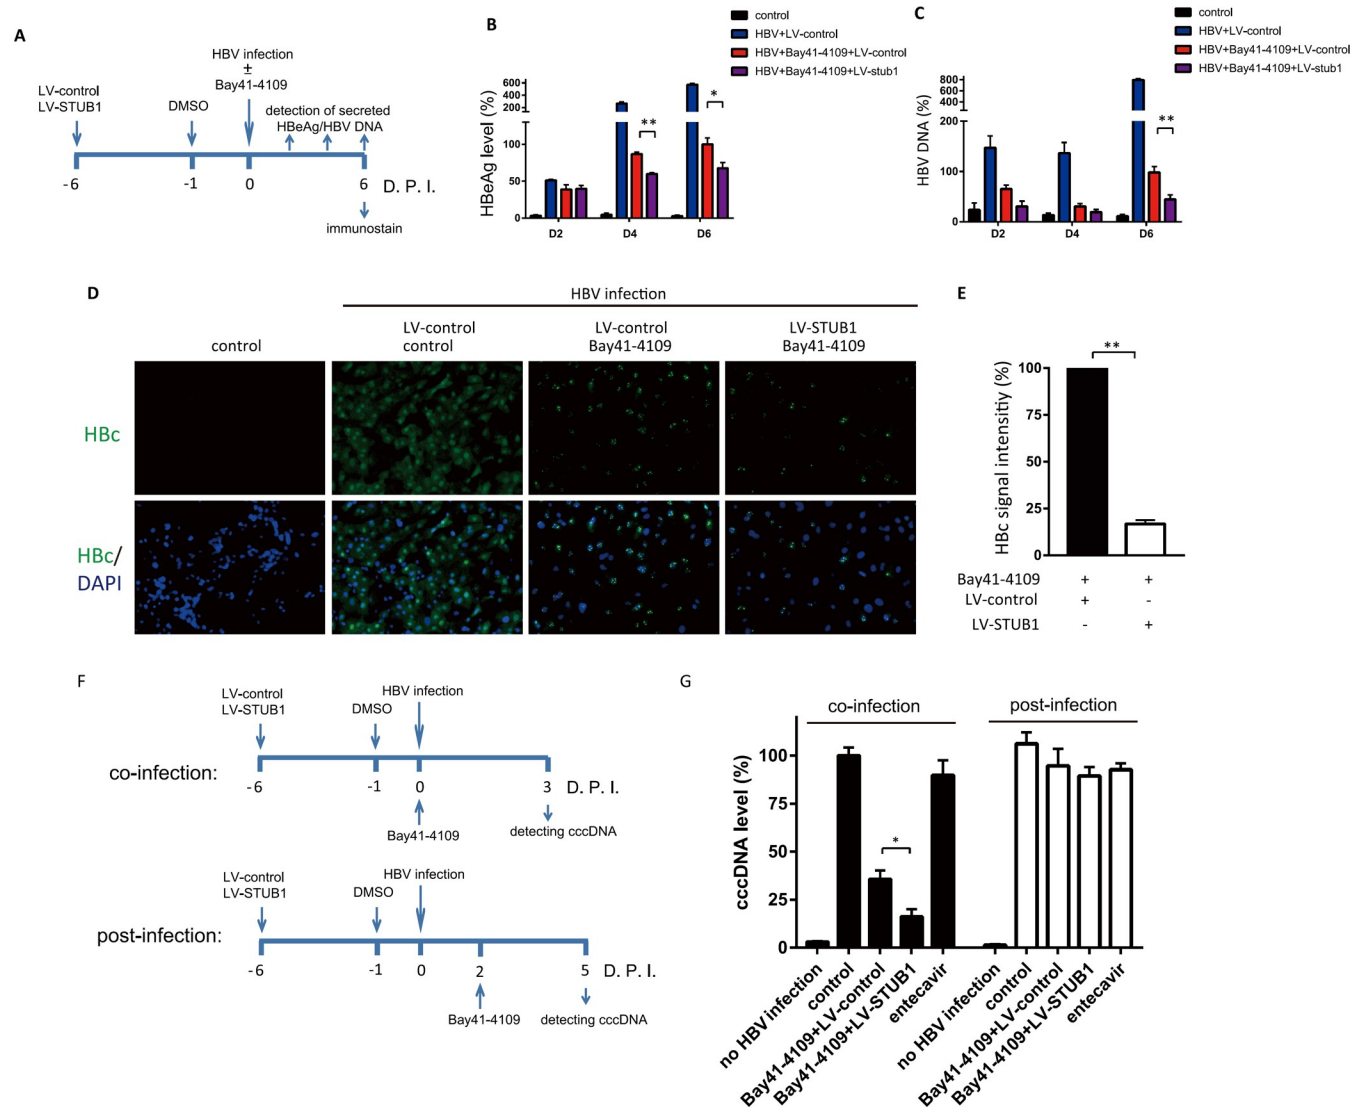 A
HBV infection
±
Bay41-4109
LV-control
LV-STUB1
DMSO
detection of secreted
HBeAg/HBV DNA
-6
-1
0
6
D. P. I.
immunostain
B
control
HBV+LV-control
HBV+Bay41-4109+LV-control
HBV+Bay41-4109+LV-stub1
HBeAg level (%)
600
400
200
100
50
0
**
*
D2
D4
D6
C
control
HBV+LV-control
HBV+Bay41-4109+LV-control
HBV+Bay41-4109+LV-stub1
HBV DNA (%)
800
600
400
200
100
0
**
D2
D4
D6
D
HBV infection
control
LV-control
control
LV-control
Bay41-4109
LV-STUB1
Bay41-4109
HBc
HBc/
DAPI
E
**
HBc signal intensitiy (%)
100
75
50
25
0
Bay41-4109 + +
LV-control + -
LV-STUB1 - +
F
co-infection:
LV-control
LV-STUB1
DMSO
HBV infection
-6
-1
0
3
D. P. I.
Bay41-4109
detecting cccDNA
post-infection:
LV-control
LV-STUB1
DMSO
HBV infection
-6
-1
0
2
5
D. P. I.
Bay41-4109
detecting cccDNA
G
co-infection
post-infection
cccDNA level (%)
100
75
50
25
0
*
no HBV infection
control
Bay41-4109+LV-control
Bay41-4109+LV-STUB1
entecavir
no HBV infection
control
Bay41-4109+LV-control
Bay41-4109+LV-STUB1
entecavir